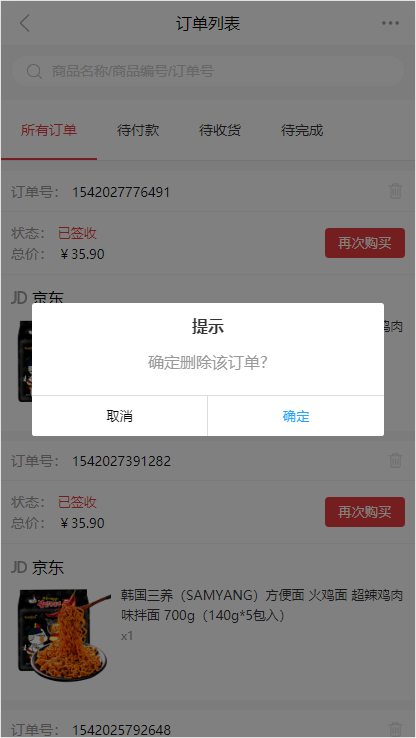 订单列表
商品名称/商品编号/订单号
所有订单 待付款 待收货 待完成
订单号： 1542027776491
状态： 已签收
总价： ￥35.90
再次购买
JD 京东
鸡肉
提示
确定删除该订单?
取消 确定
订单号： 1542027391282
状态： 已签收
总价： ￥35.90
再次购买
JD 京东
韩国三养（SAMYANG）方便面 火鸡面 超辣鸡肉
味拌面 700g（140g*5包入）
x1
订单号： 1542025792648